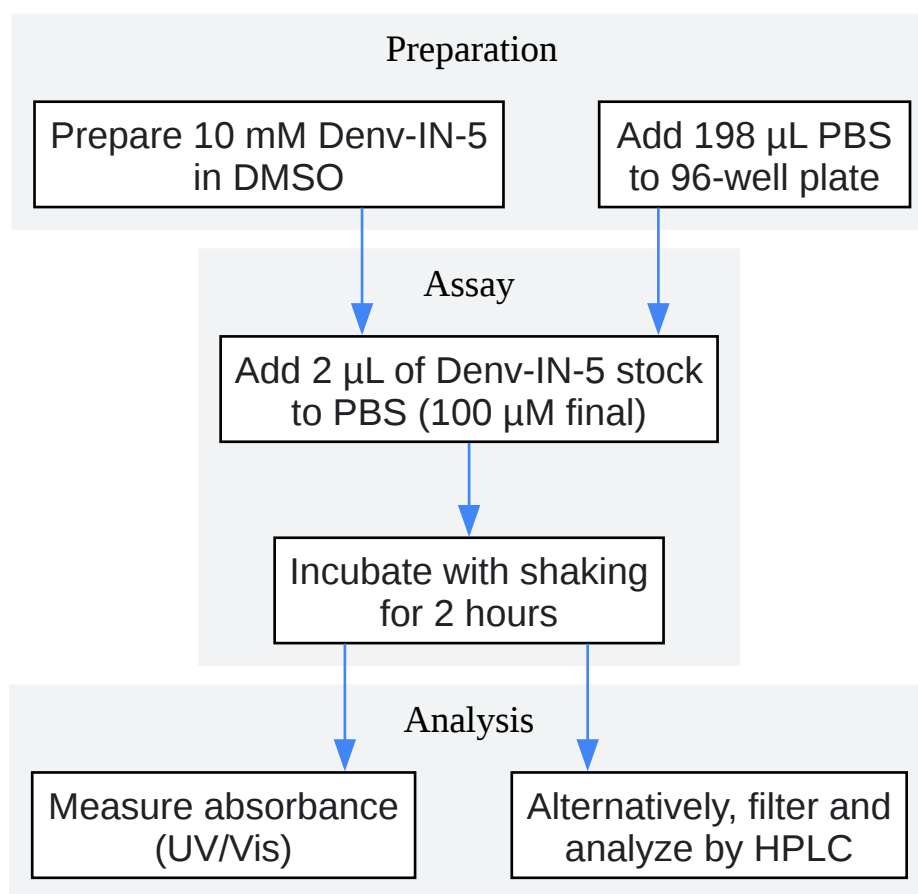 Preparation
Prepare 10 mM Denv-IN-5
in DMSO
Add 198 µL PBS
to 96-well plate
Assay
Add 2 µL of Denv-IN-5 stock
to PBS (100 µM final)
Incubate with shaking
for 2 hours
Analysis
Measure absorbance
(UV/Vis)
Alternatively, filter and
analyze by HPLC